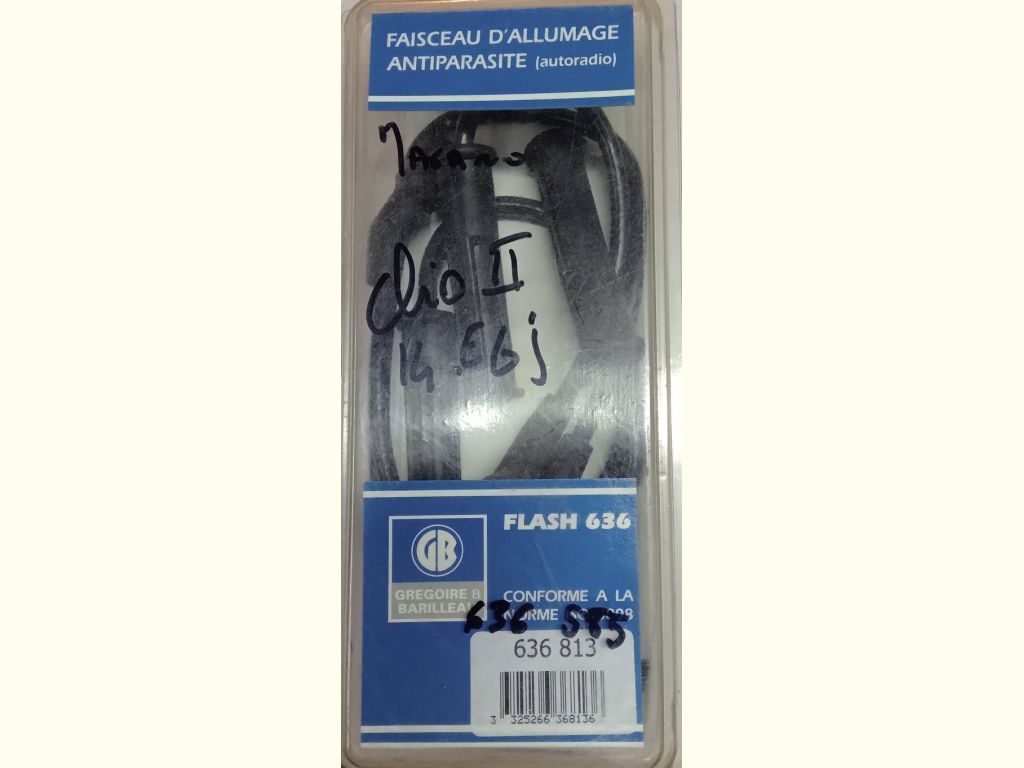 FAISCEAU D'ALLUMAGE
ANTIPARASITE (autoradio)
Clio II
GB
GREGOIRE &
BARILLEAU
FLASH 636
CONFORME A LA
NORME
636 585
636 813
3 325266 368136